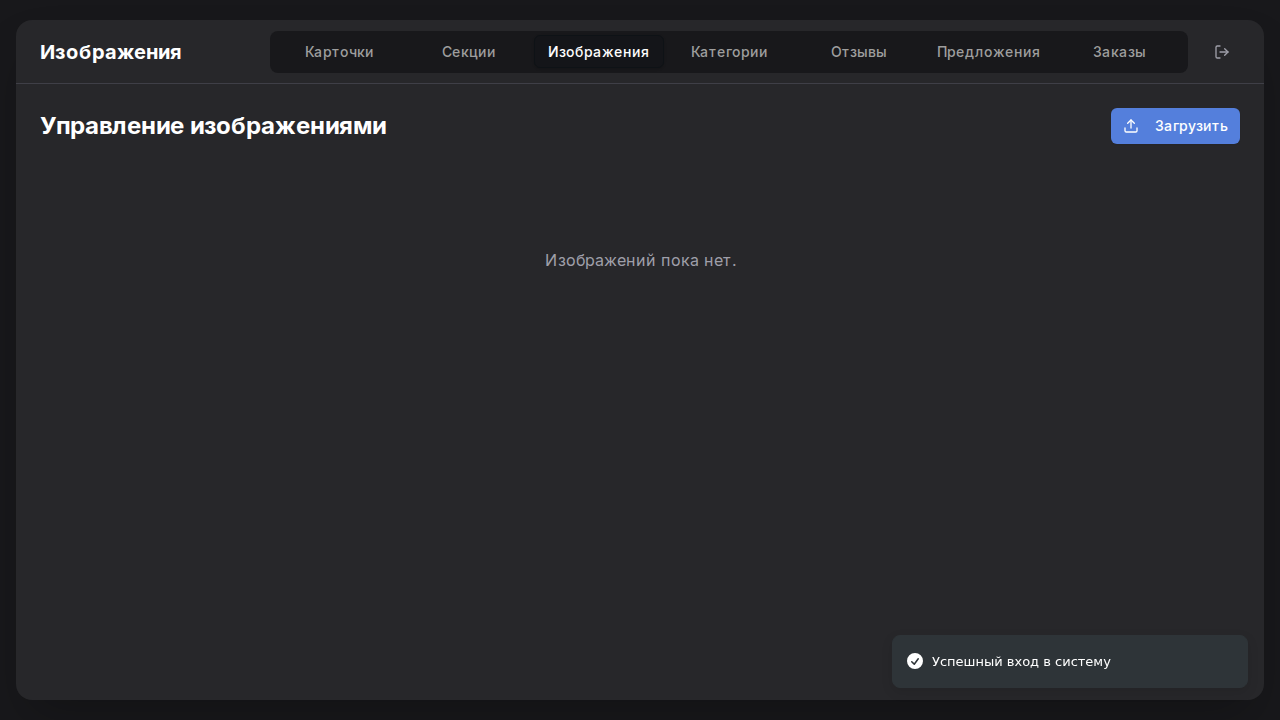 Изображения
Карточки
Секции
Изображения
Категории
Отзывы
Предложения
Заказы
Управление изображениями
Загрузить
Изображений пока нет.
Успешный вход в систему